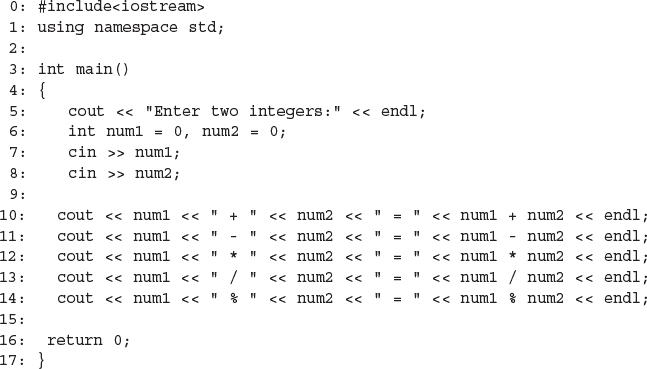 0: #include<iostream>
1: using namespace std;
2:
3: int main()
4: {
5:    cout << "Enter two integers:" << endl;
6:    int num1 = 0, num2 = 0;
7:    cin >> num1;
8:    cin >> num2;
9:
10:   cout << num1 << " + " << num2 << " = " << num1 + num2 << endl;
11:   cout << num1 << " - " << num2 << " = " << num1 - num2 << endl;
12:   cout << num1 << " * " << num2 << " = " << num1 * num2 << endl;
13:   cout << num1 << " / " << num2 << " = " << num1 / num2 << endl;
14:   cout << num1 << " % " << num2 << " = " << num1 % num2 << endl;
15:
16:  return 0;
17: }